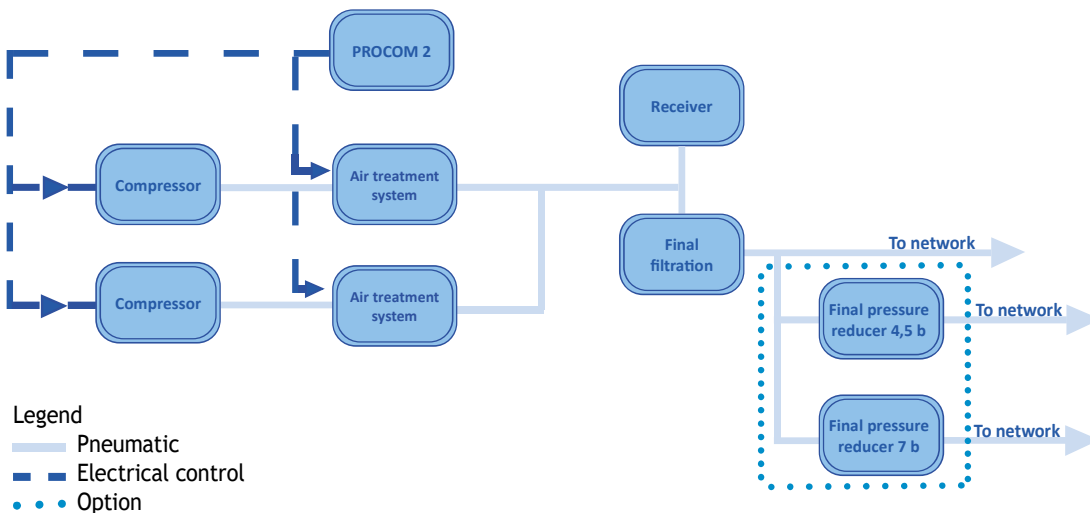 PROCOM 2
Receiver
Compressor
Air treatment
system
Final
filtration
To network
Compressor
Air treatment
system
Final pressure
reducer 4,5 b
To network
Final pressure
reducer 7 b
To network
Legend
Pneumatic
Electrical control
Option